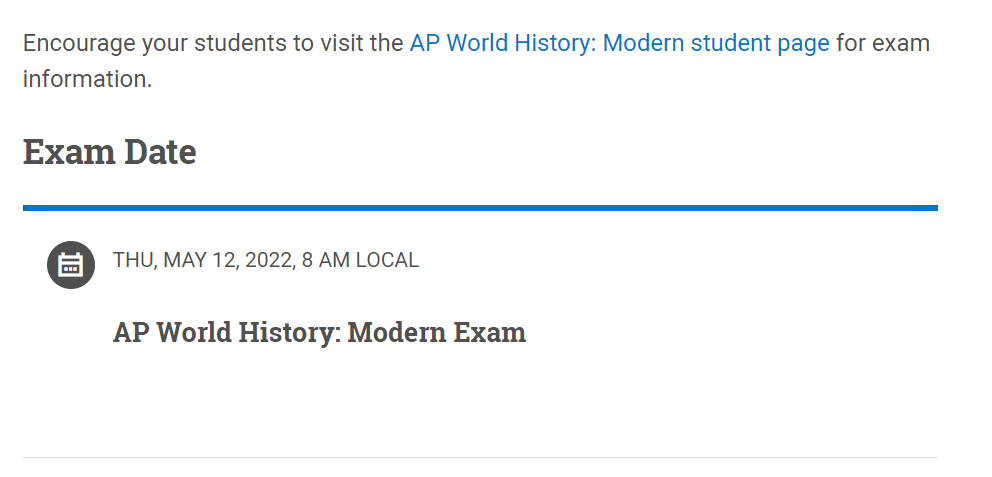 Encourage your students to visit the AP World History: Modern student page for exam
information.
Exam Date
THU, MAY 12, 2022, 8 AM LOCAL
AP World History: Modern Exam